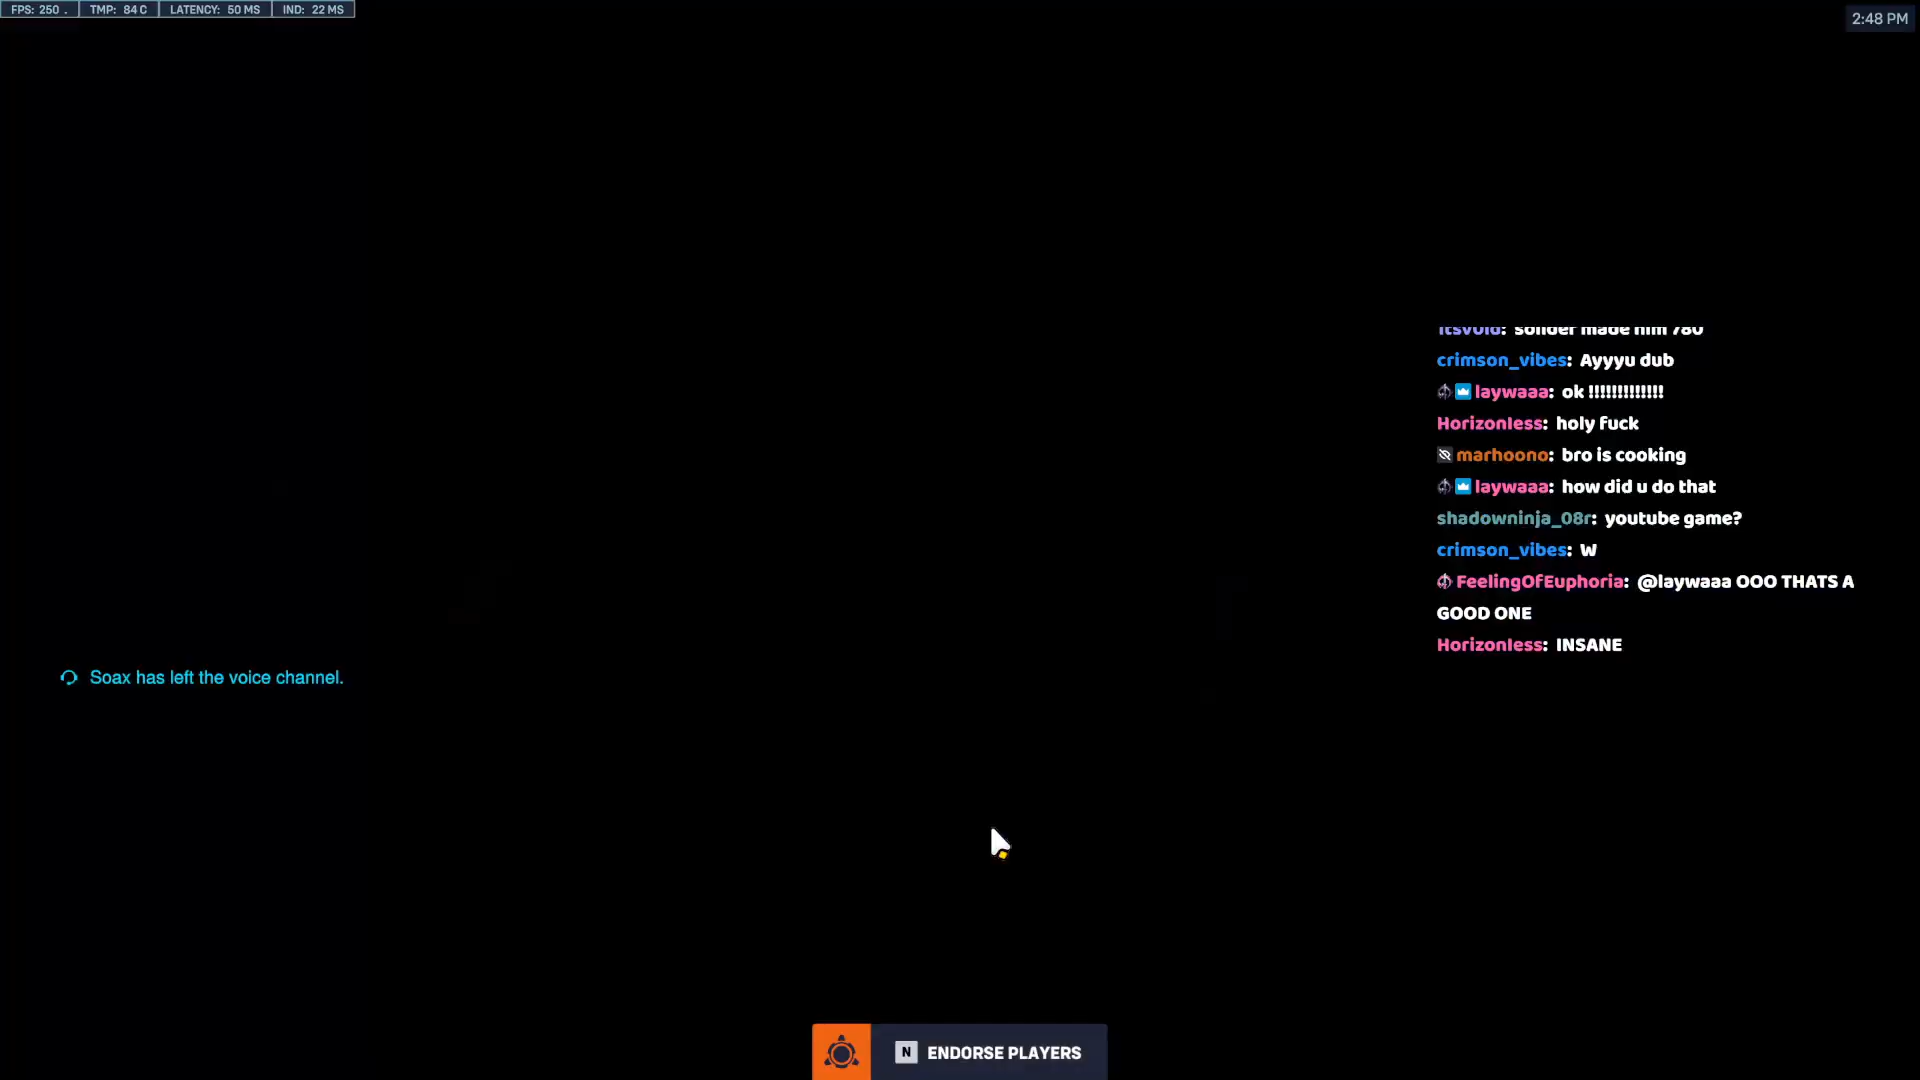 FPS: 250 . TMP: 84 C LATENCY: 50 MS IND: 22 MS
2:48 PM
crimson_vibes: Ayyyu dub
laywaaa: ok !!!!!!!!!!!!!
Horizonless: holy fuck
marhoono: bro is cooking
laywaaa: how did u do that
shadowninja_08r: youtube game?
crimson_vibes: W
FeelingOfEuphoria: @laywaaa OOO THATS A
GOOD ONE
Horizonless: INSANE
Soax has left the voice channel.
N ENDORSE PLAYERS